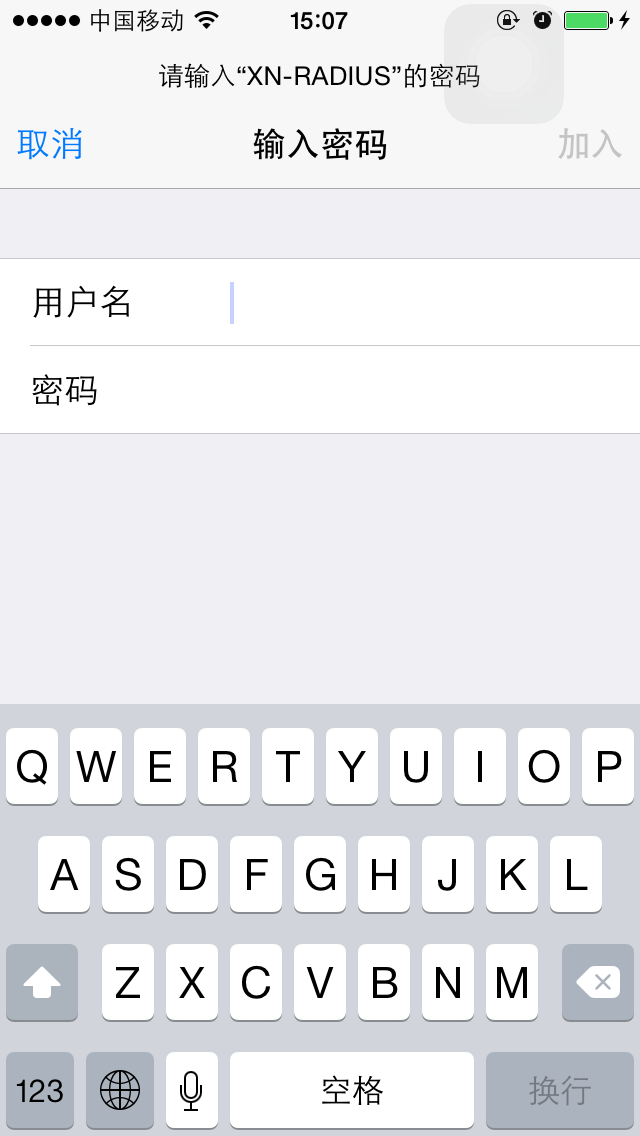 中国移动 15:07
请输入“XN-RADIUS”的密码
取消 输入密码 加入
用户名
密码
Q W E R T Y U I O P
A S D F G H J K L
Z X C V B N M
123 空格 换行